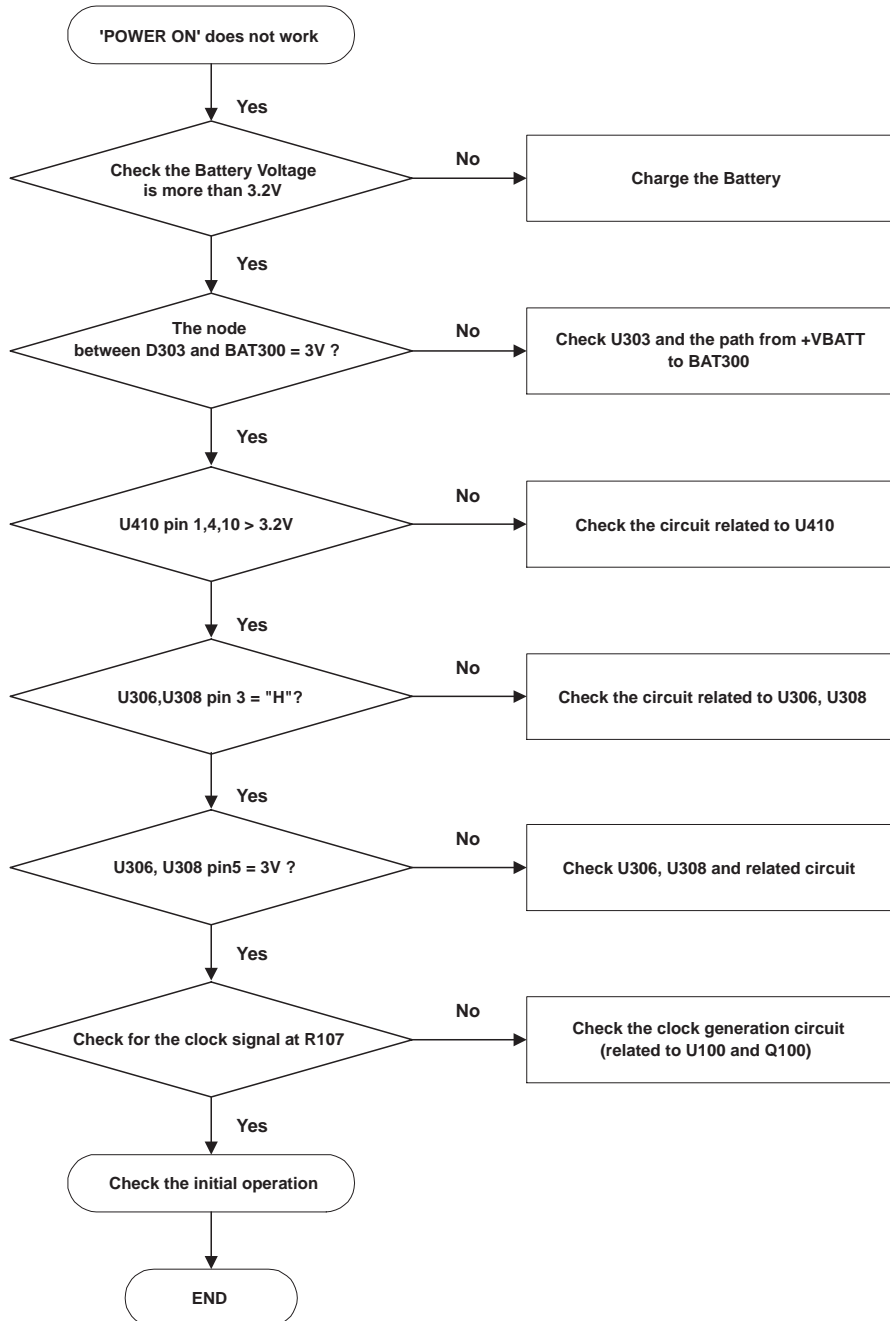 'POWER ON' does not work
Yes
Check the Battery Voltage
is more than 3.2V
No
Charge the Battery
Yes
The node
between D303 and BAT300 = 3V ?
No
Check U303 and the path from +VBATT
to BAT300
Yes
U410 pin 1,4,10 > 3.2V
No
Check the circuit related to U410
Yes
U306,U308 pin 3 = "H"?
No
Check the circuit related to U306, U308
Yes
U306, U308 pin5 = 3V ?
No
Check U306, U308 and related circuit
Yes
Check for the clock signal at R107
No
Check the clock generation circuit
(related to U100 and Q100)
Yes
Check the initial operation
END